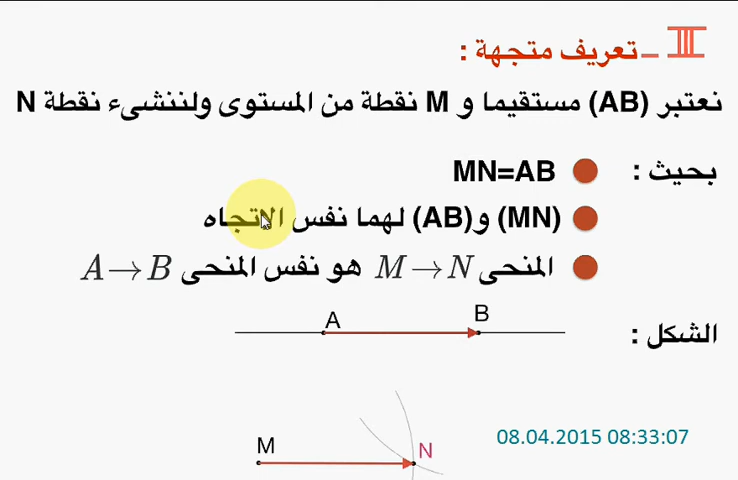 III – تعريف متجهة :
نعتبر (AB) مستقيما و M نقطة من المستوى ولننشىء نقطة N
بحيث : MN=AB
(MN) و(AB) لهما نفس الاتجاه
المنحى M→N هو نفس المنحى A→B
الشكل :
A B
M N
08.04.2015 08:33:07